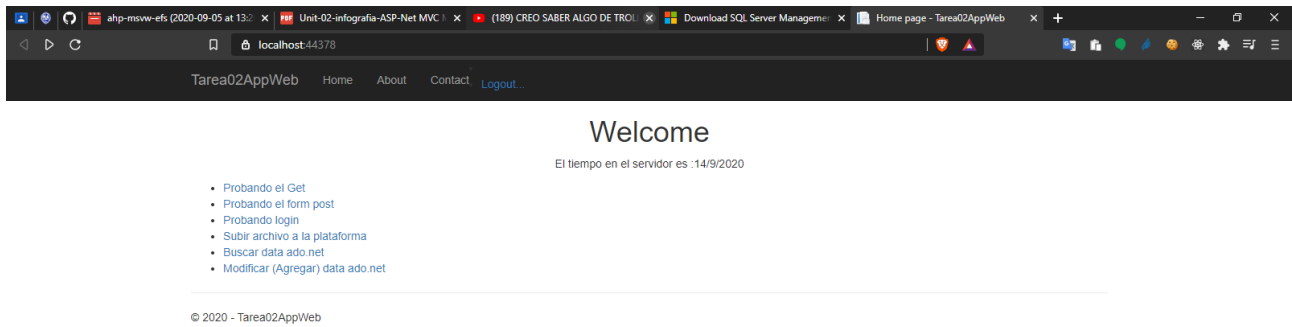 ahp-msvw-efs (2020-09-05 at 13:2
Unit-02-infografia-ASP-Net MVC
(189) CREO SABER ALGO DE TROL
Download SQL Server Managemen
Home page - Tarea02AppWeb
localhost:44378
Tarea02AppWeb Home About Contact Logout...
Welcome
El tiempo en el servidor es :14/9/2020
Probando el Get
Probando el form post
Probando login
Subir archivo a la plataforma
Buscar data ado.net
Modificar (Agregar) data ado.net
© 2020 - Tarea02AppWeb